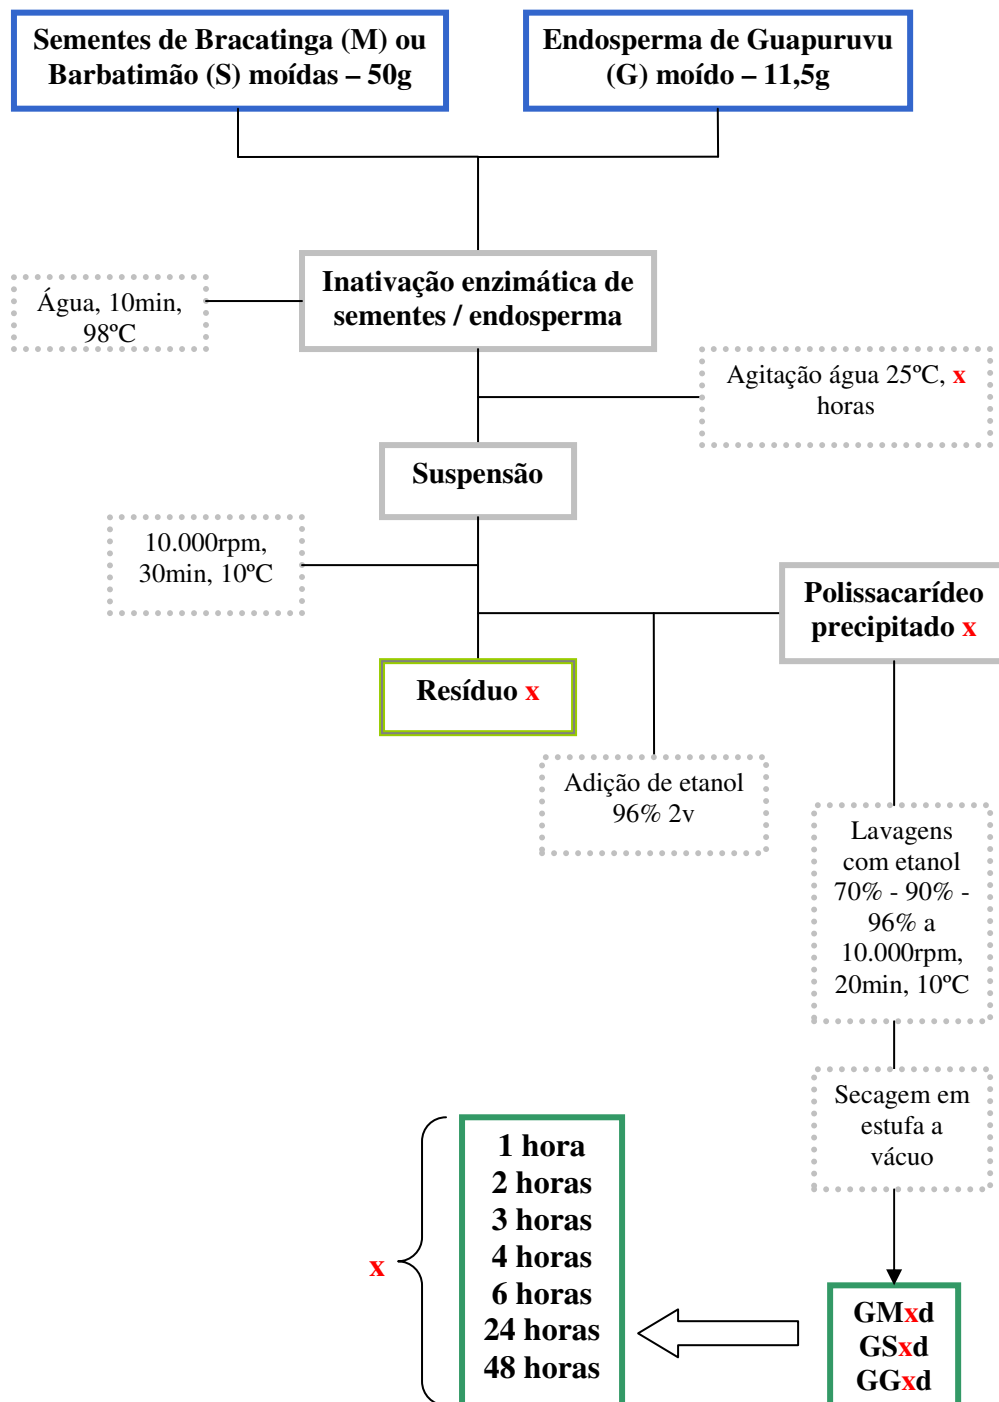 Sementes de Bracatinga (M) ou
Barbatimão (S) moídas – 50g
Endosperma de Guapuruvu
(G) moído – 11,5g
Inativação enzimática de
sementes / endosperma
Água, 10min,
98ºC
Agitação água 25ºC, x
horas
Suspensão
10.000rpm,
30min, 10ºC
Polissacarídeo
precipitado x
Resíduo x
Adição de etanol
96% 2v
Lavagens
com etanol
70% - 90% -
96% a
10.000rpm,
20min, 10ºC
Secagem em
estufa a
vácuo
x
1 hora
2 horas
3 horas
4 horas
6 horas
24 horas
48 horas
GMxd
GSxd
GGxd